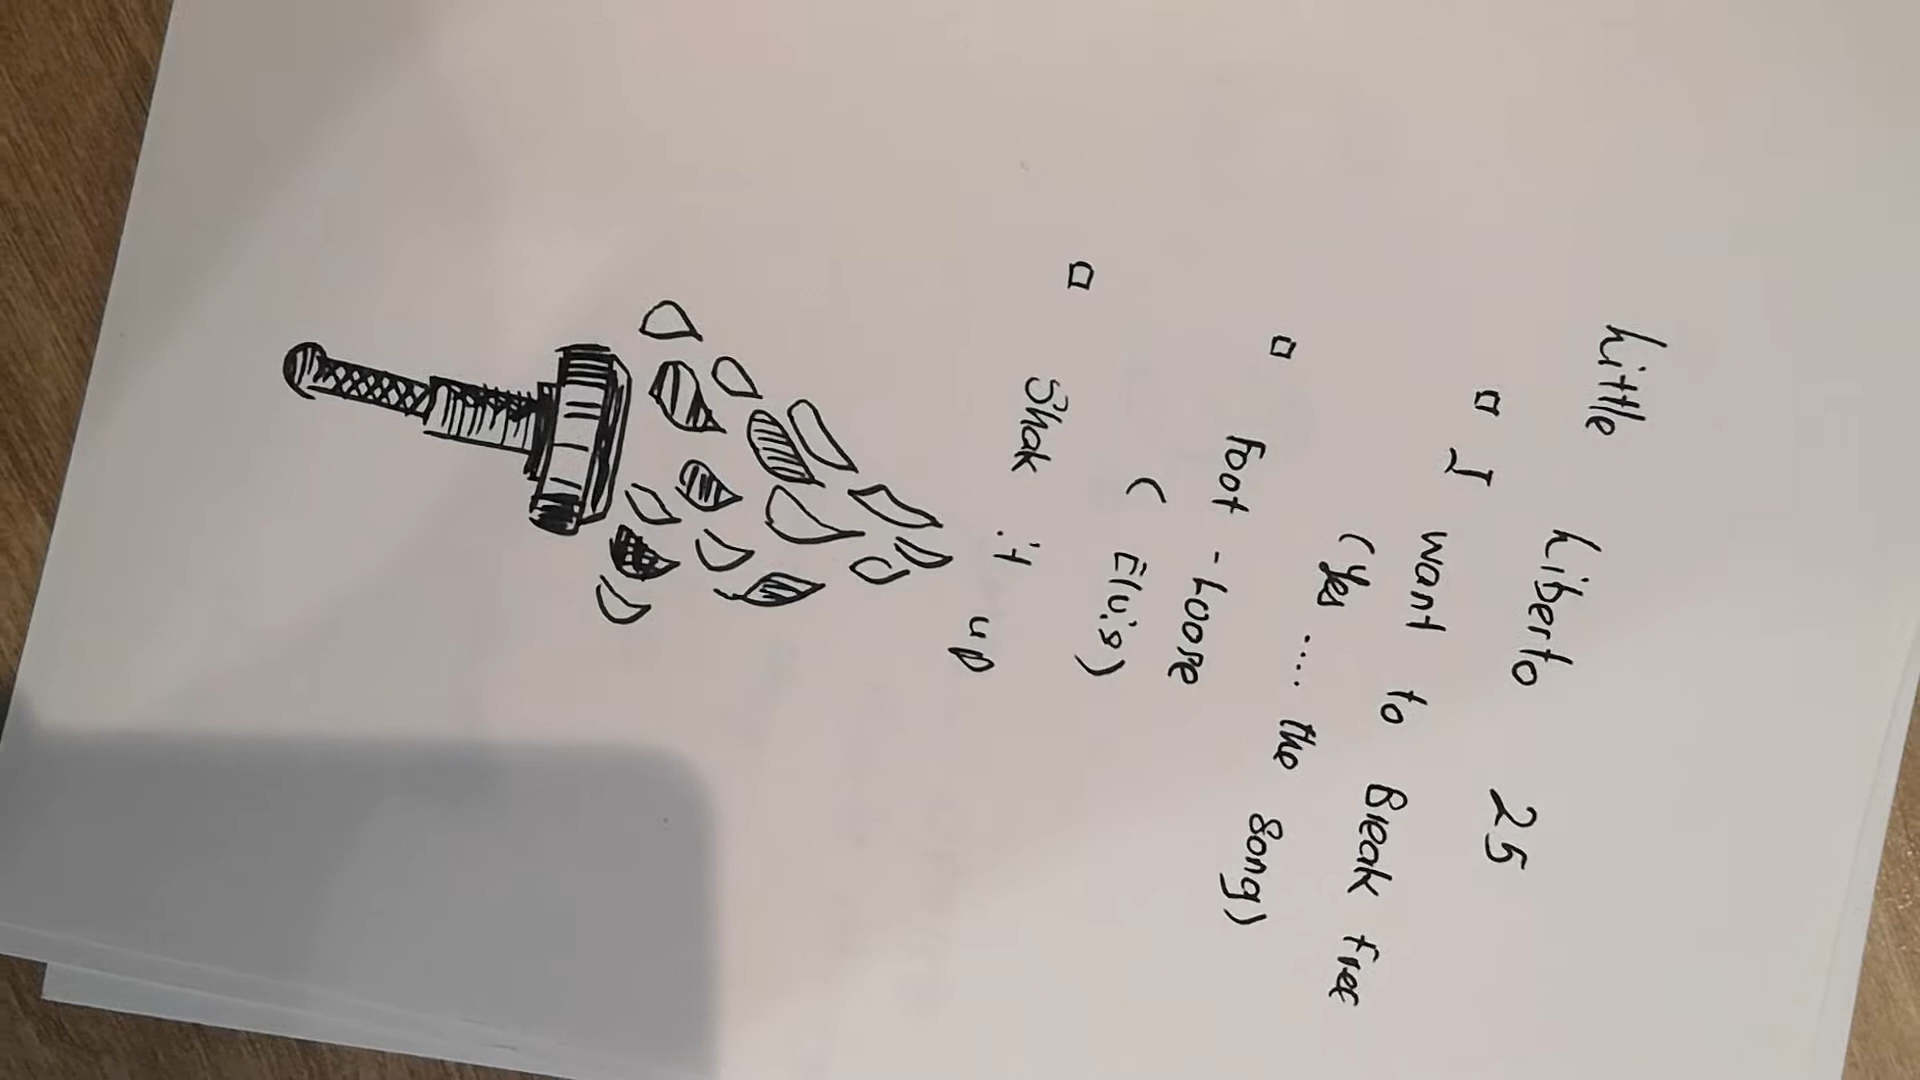 Little Liberto 25
▫ I want to Break free
(Yes ..... the song)
▫ Foot - Loose
( Elvis)
▫ Shak it up